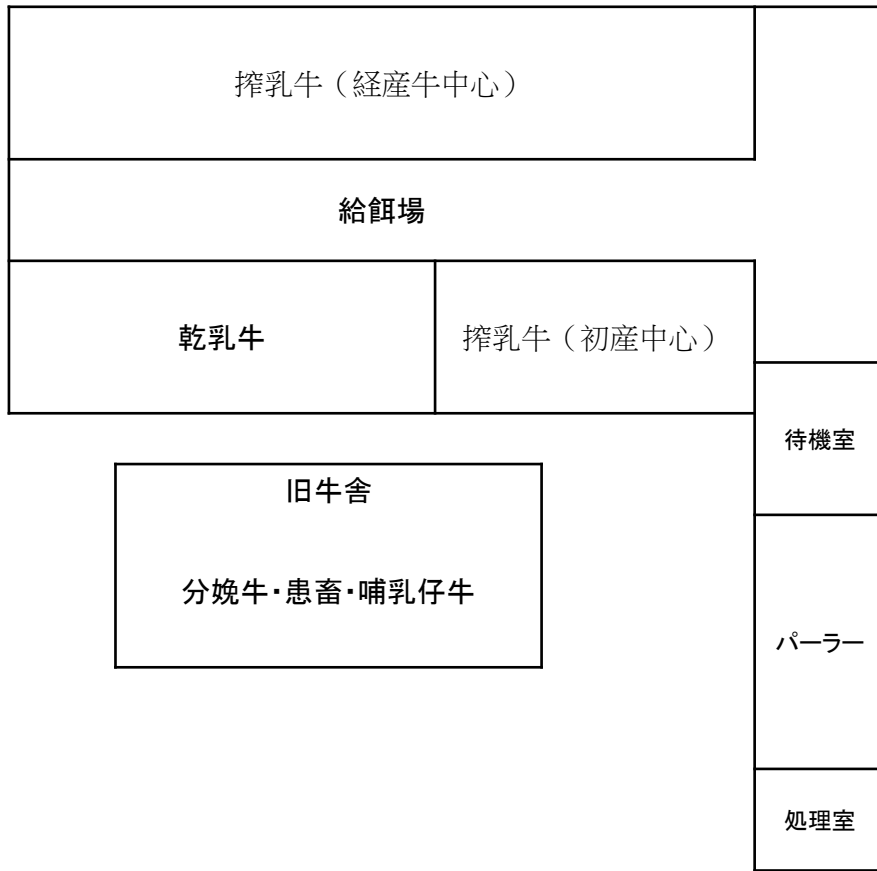 搾乳牛（経産牛中心）
給餌場
乾乳牛
搾乳牛（初産中心）
待機室
旧牛舎
分娩牛・患畜・哺乳仔牛
パーラー
処理室